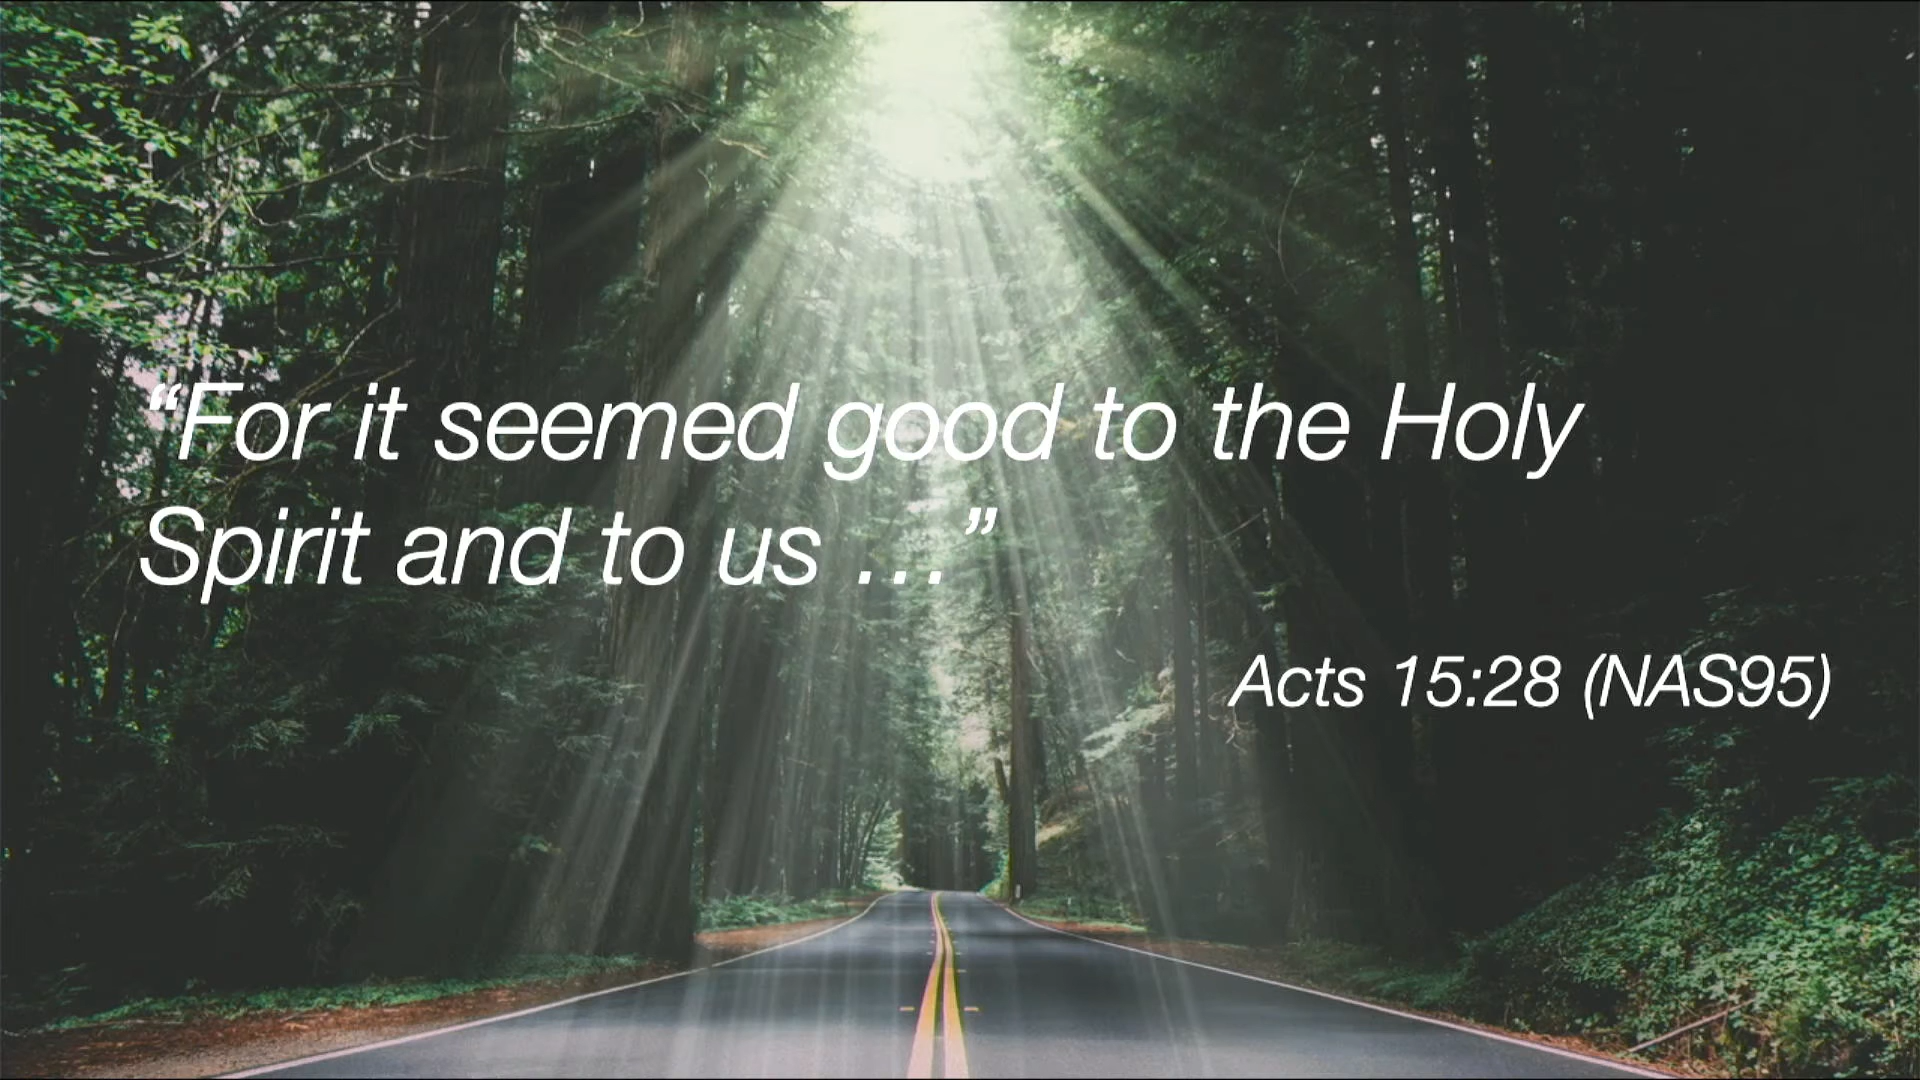 “For it seemed good to the Holy
Spirit and to us …”
Acts 15:28 (NAS95)